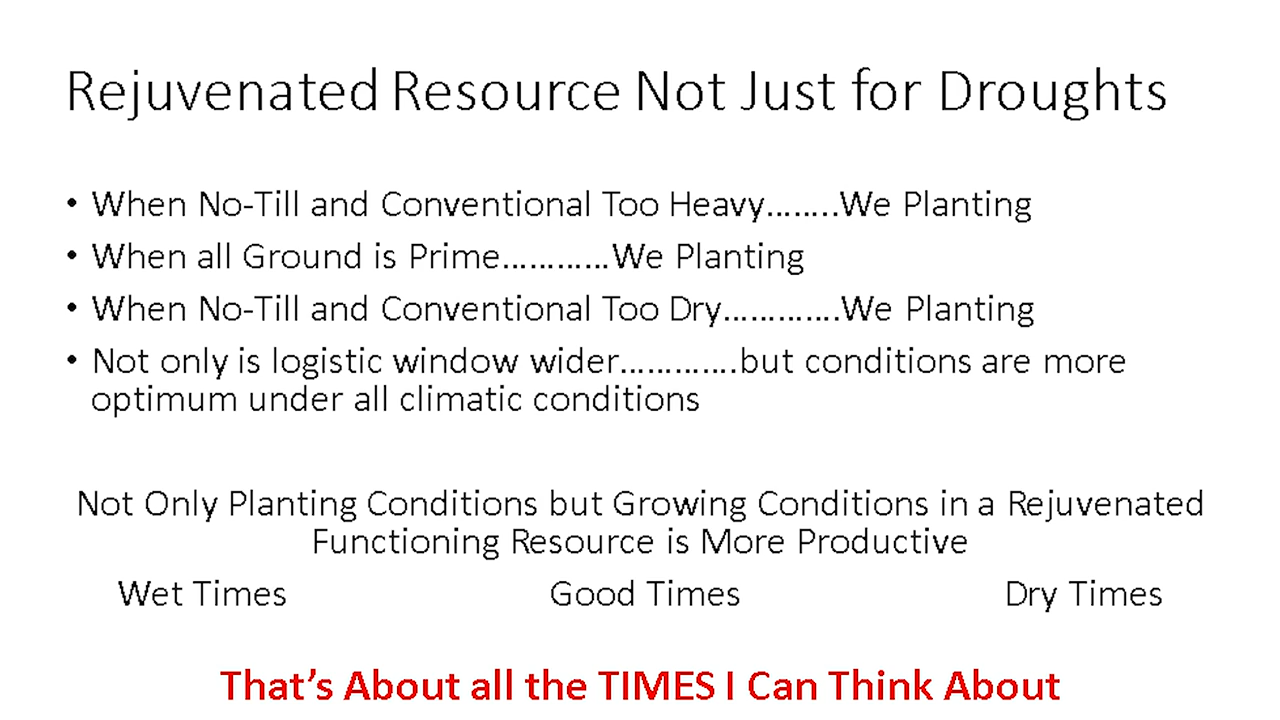 Rejuvenated Resource Not Just for Droughts
• When No-Till and Conventional Too Heavy........We Planting
• When all Ground is Prime............We Planting
• When No-Till and Conventional Too Dry.............We Planting
• Not only is logistic window wider.............but conditions are more
optimum under all climatic conditions
Not Only Planting Conditions but Growing Conditions in a Rejuvenated
Functioning Resource is More Productive
Wet Times Good Times Dry Times
That’s About all the TIMES I Can Think About